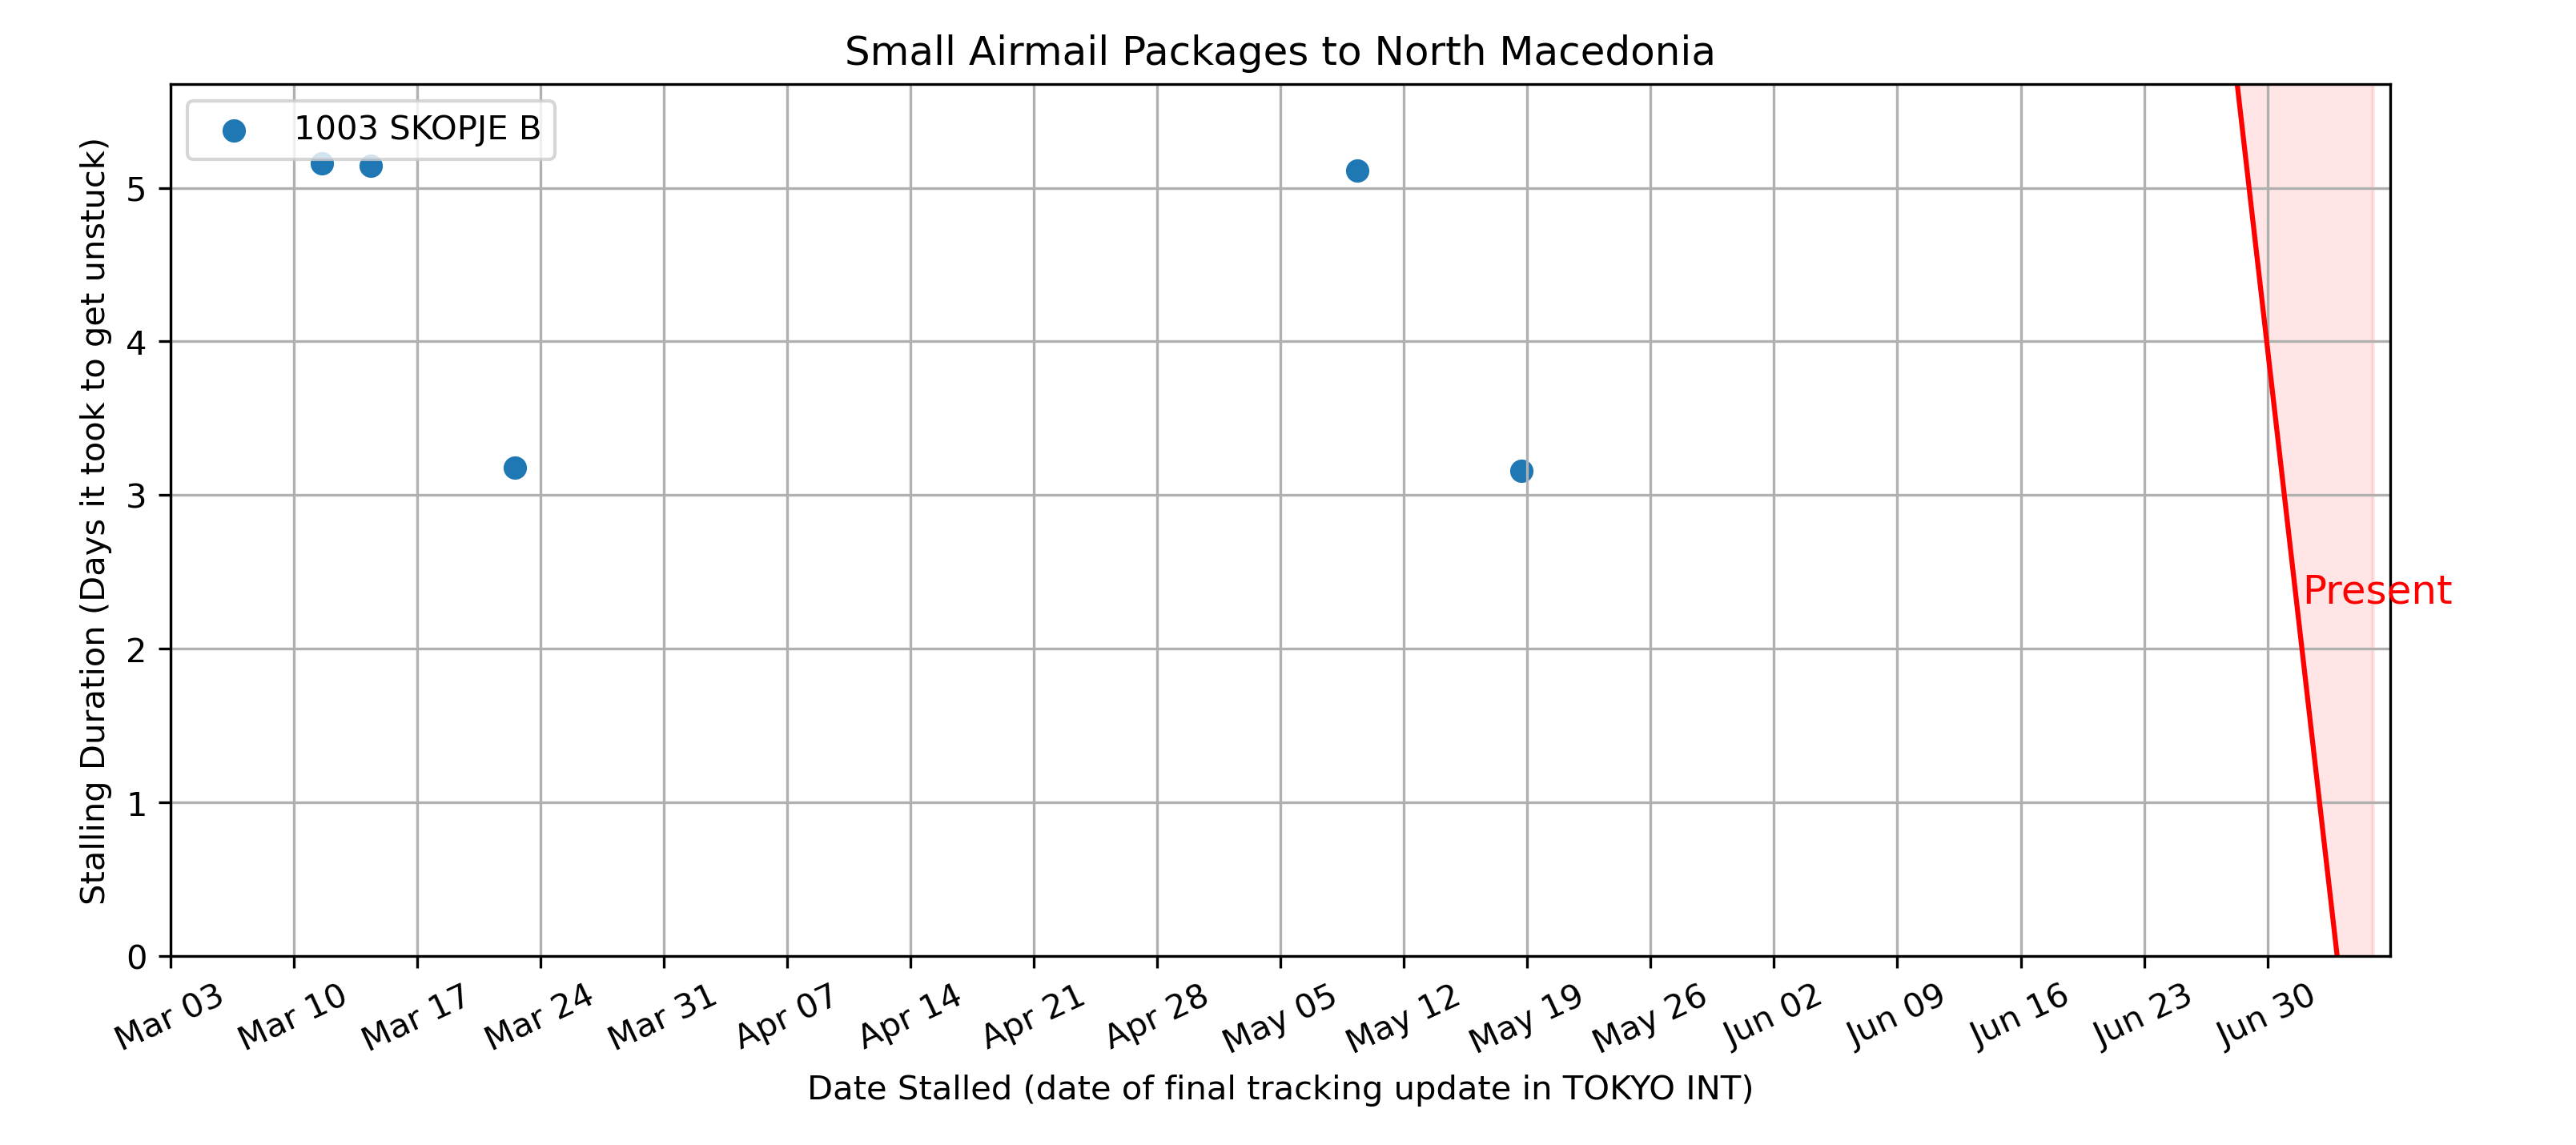 Small Airmail Packages to North Macedonia
1003 SKOPJE B
Stalling Duration (Days it took to get unstuck)
5
4
3
2
1
0
Present
Mar 03
Mar 10
Mar 17
Mar 24
Mar 31
Apr 07
Apr 14
Apr 21
Apr 28
May 05
May 12
May 19
May 26
Jun 02
Jun 09
Jun 16
Jun 23
Jun 30
Date Stalled (date of final tracking update in TOKYO INT)